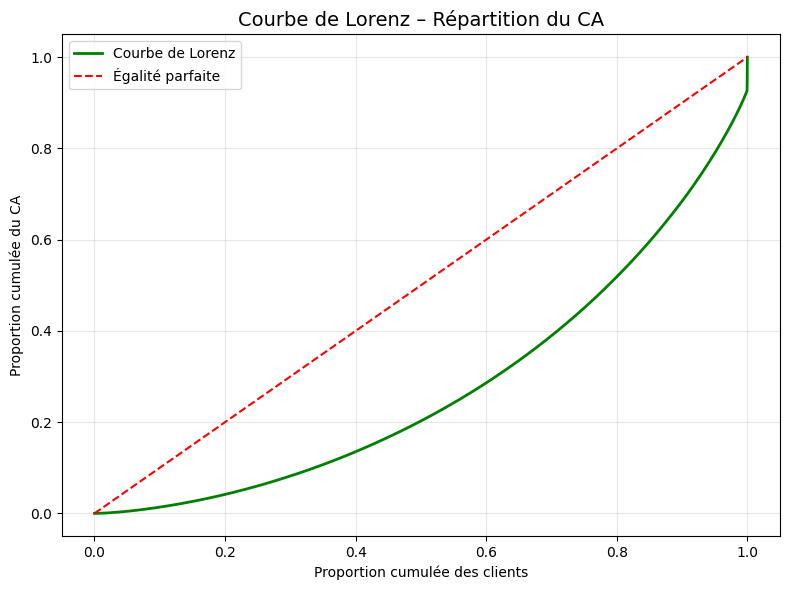 Courbe de Lorenz – Répartition du CA
Courbe de Lorenz
Égalité parfaite
1.0
0.8
0.6
0.4
0.2
0.0
Proportion cumulée du CA
0.0 0.2 0.4 0.6 0.8 1.0
Proportion cumulée des clients